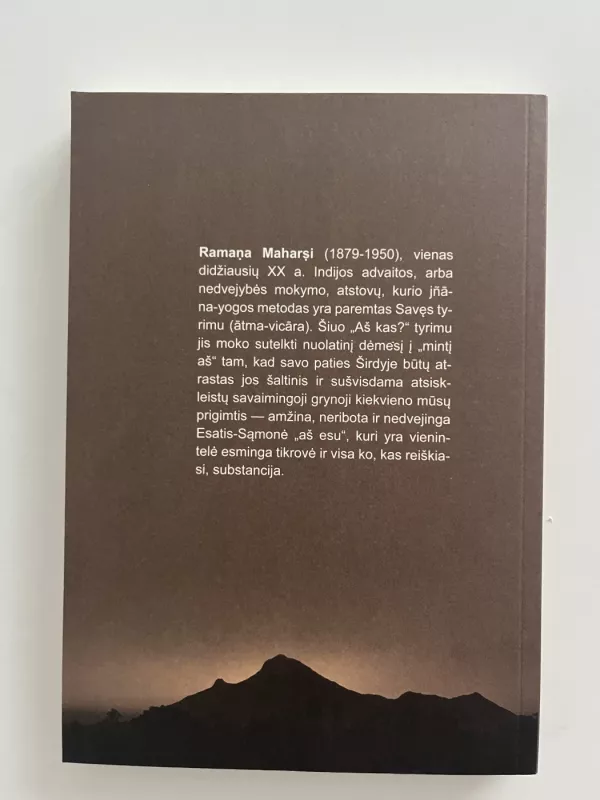 Ramaṇa Maharṣi (1879-1950), vienas
didžiausių XX a. Indijos advaitos, arba
nedvejybės mokymo, atstovų, kurio jñā-
na-yogos metodas yra paremtas Savęs ty-
rimu (ātma-vicāra). Šiuo „Aš kas?“ tyrimu
jis moko sutelkti nuolatinį dėmesį į „mintį
aš“ tam, kad savo paties Širdyje būtų at-
rastas jos šaltinis ir sušvisdama atsisk-
leistų savaimingoji grynoji kiekvieno mūsų
prigimtis — amžina, neribota ir nedvejinga
Esatis-Sąmonė „aš esu“, kuri yra vienin-
telė esminga tikrovė ir visa ko, kas reiškia-
si, substancija.